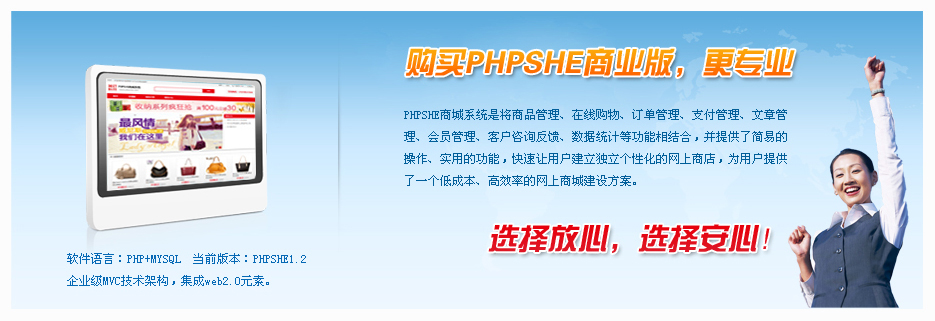 购买PHPSHE商业版，更专业
PHPSHE商城系统是将商品管理、在线购物、订单管理、支付管理、文章管
理、会员管理、客户咨询反馈、数据统计等功能相结合，并提供了简易的
操作、实用的功能，快速让用户建立独立个性化的网上商店，为用户提供
了一个低成本、高效率的网上商城建设方案。
选择放心，选择安心！
收纳系列疯狂抢
满100元减30
最风情
我们在这里
软件语言：PHP+MYSQL 当前版本：PHPSHE1.2
企业级MVC技术架构，集成web2.0元素。